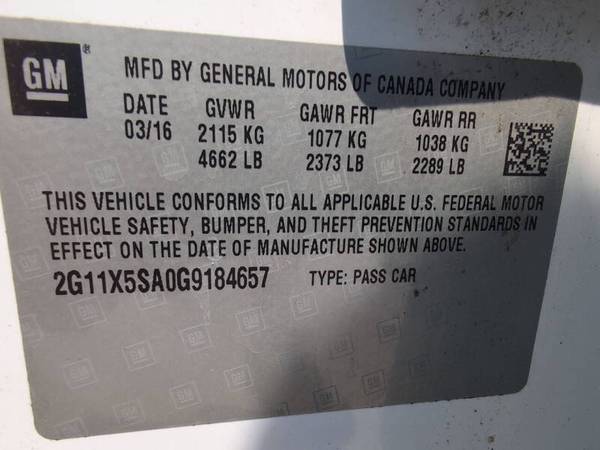 GM
MFD BY GENERAL MOTORS OF CANADA COMPANY
DATE GVWR GAWR FRT GAWR RR
03/16 2115 KG 1077 KG 1038 KG
4662 LB 2373 LB 2289 LB
THIS VEHICLE CONFORMS TO ALL APPLICABLE U.S. FEDERAL MOTOR
VEHICLE SAFETY, BUMPER, AND THEFT PREVENTION STANDARDS IN
EFFECT ON THE DATE OF MANUFACTURE SHOWN ABOVE.
2G11X5SA0G9184657 TYPE: PASS CAR